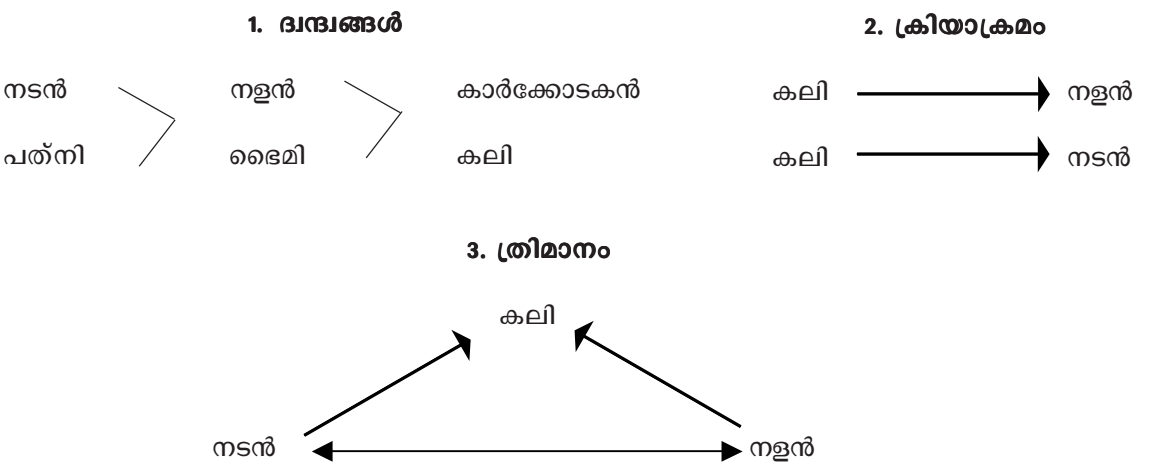 1. ദ്വന്ദ്വങ്ങൾ
2. ക്രിയാക്രമം
നടൻ നളൻ കാർക്കോടകൻ കലി നളൻ
പത്നി ഭൈമി കലി കലി നടൻ
3. ത്രിമാനം
കലി
നടൻ നളൻ